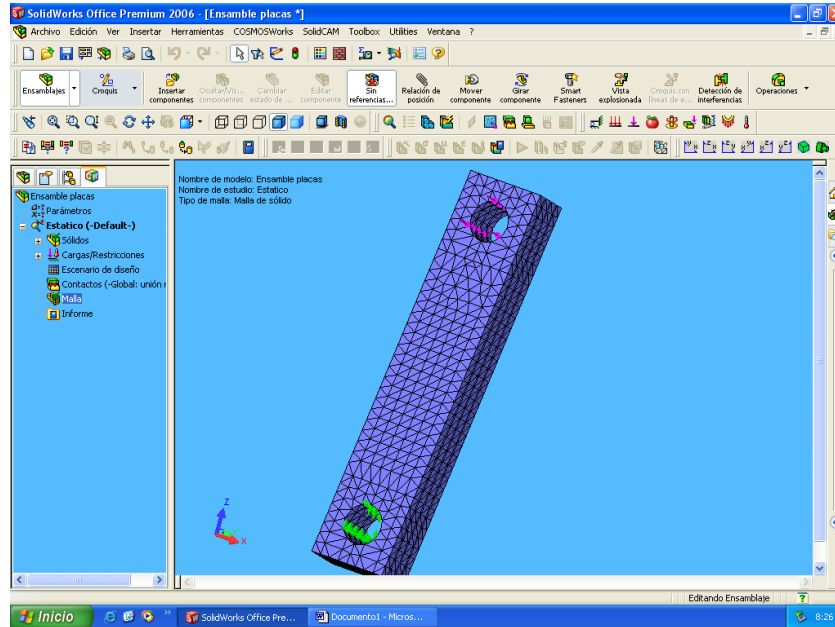 SolidWorks Office Premium 2006 - [Ensamble placas *]
Archivo Edición Ver Insertar Herramientas COSMOSWorks SolidCAM Toolbox Utilities Ventana ?
Ensamblajes Croquis Insertar componentes Ocultar/Vis... componentes Cambiar estado de ... Editar componente Sin referencias... Relación de posición Mover componente Girar componente Smart Fasteners Vista explosionada Croquis con líneas de e... Detección de interferencias Operaciones
Ensamble placas
Parámetros
Estatico (-Default-)
Sólidos
Cargas/Restricciones
Escenario de diseño
Contactos (-Global: unión
Malla
Informe
Nombre de modelo: Ensamble placas
Nombre de estudio: Estatico
Tipo de malla: Malla de sólido
Z
X
Editando Ensamblaje
Inicio SolidWorks Office Pre... Documento1 - Micros... 8:26